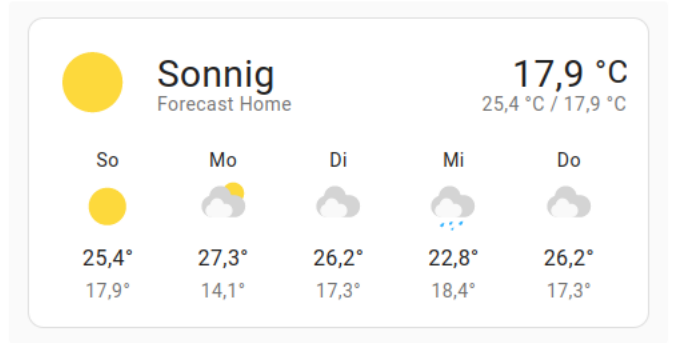 Sonnig
Forecast Home
17,9 °C
25,4 °C / 17,9 °C
So Mo Di Mi Do
25,4° 27,3° 26,2° 22,8° 26,2°
17,9° 14,1° 17,3° 18,4° 17,3°